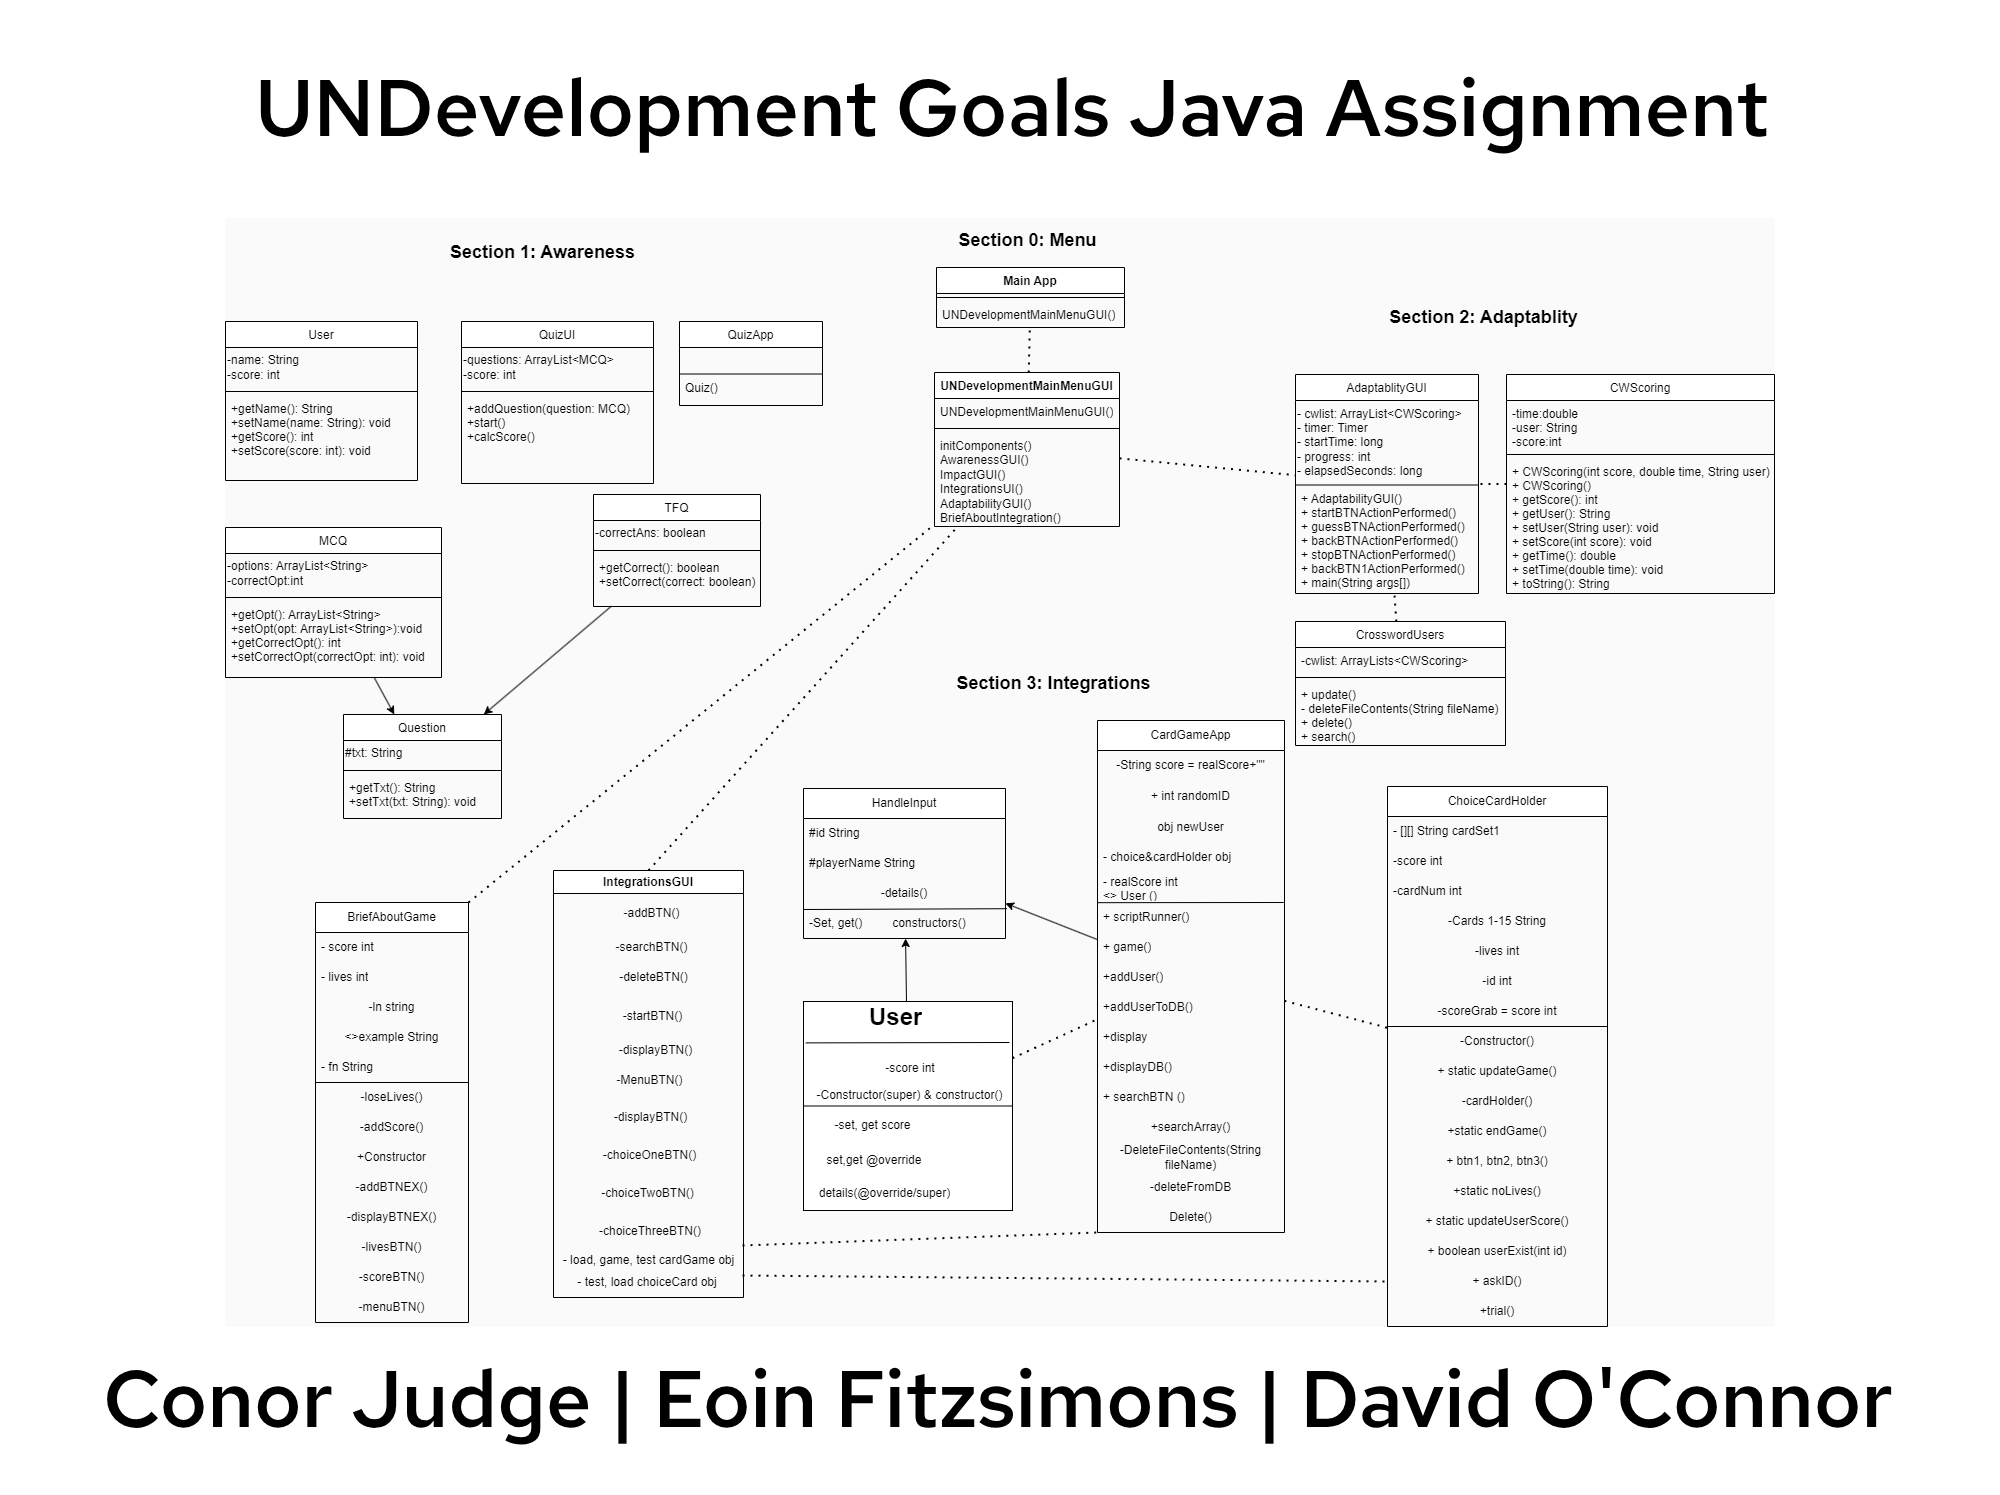 UNDevelopment Goals Java Assignment
Section 1: Awareness
User
-name: String
-score: int
+getName(): String
+setName(name: String): void
+getScore(): int
+setScore(score: int): void
QuizUI
-questions: ArrayList<MCQ>
-score: int
+addQuestion(question: MCQ)
+start()
+calcScore()
QuizApp
Quiz()
TFQ
-correctAns: boolean
+getCorrect(): boolean
+setCorrect(correct: boolean)
MCQ
-options: ArrayList<String>
-correctOpt:int
+getOpt(): ArrayList<String>
+setOpt(opt: ArrayList<String>):void
+getCorrectOpt(): int
+setCorrectOpt(correctOpt: int): void
Question
#txt: String
+getTxt(): String
+setTxt(txt: String): void
Section 0: Menu
Main App
UNDevelopmentMainMenuGUI()
UNDevelopmentMainMenuGUI
UNDevelopmentMainMenuGUI()
initComponents()
AwarenessGUI()
ImpactGUI()
IntegrationsUI()
AdaptabilityGUI()
BriefAboutIntegration()
Section 2: Adaptablity
AdaptablityGUI
- cwlist: ArrayList<CWScoring>
- timer: Timer
- startTime: long
- progress: int
- elapsedSeconds: long
+ AdaptabilityGUI()
+ startBTNActionPerformed()
+ guessBTNActionPerformed()
+ backBTNActionPerformed()
+ stopBTNActionPerformed()
+ backBTN1ActionPerformed()
+ main(String args[])
CWScoring
-time:double
-user: String
-score:int
+ CWScoring(int score, double time, String user)
+ CWScoring()
+ getScore(): int
+ getUser(): String
+ setUser(String user): void
+ setScore(int score): void
+ getTime(): double
+ setTime(double time): void
+ toString(): String
CrosswordUsers
-cwlist: ArrayLists<CWScoring>
+ update()
- deleteFileContents(String fileName)
+ delete()
+ search()
Section 3: Integrations
BriefAboutGame
- score int
- lives int
-ln string
<>example String
- fn String
-loseLives()
-addScore()
+Constructor
-addBTNEX()
-displayBTNEX()
-livesBTN()
-scoreBTN()
-menuBTN()
IntegrationsGUI
-addBTN()
-searchBTN()
-deleteBTN()
-startBTN()
-displayBTN()
-MenuBTN()
-displayBTN()
-choiceOneBTN()
-choiceTwoBTN()
-choiceThreeBTN()
- load, game, test cardGame obj
- test, load choiceCard obj
HandleInput
#id String
#playerName String
-details()
-Set, get() constructors()
User
-score int
-Constructor(super) & constructor()
-set, get score
set,get @override
details(@override/super)
CardGameApp
-String score = realScore+""
+ int randomID
obj newUser
- choice&cardHolder obj
- realScore int
<> User ()
+ scriptRunner()
+ game()
+addUser()
+addUserToDB()
+display
+displayDB()
+ searchBTN ()
+searchArray()
-DeleteFileContents(String
fileName)
-deleteFromDB
Delete()
ChoiceCardHolder
- [][] String cardSet1
-score int
-cardNum int
-Cards 1-15 String
-lives int
-id int
-scoreGrab = score int
-Constructor()
+ static updateGame()
-cardHolder()
+static endGame()
+ btn1, btn2, btn3()
+static noLives()
+ static updateUserScore()
+ boolean userExist(int id)
+ askID()
+trial()
Conor Judge | Eoin Fitzsimons | David O'Connor